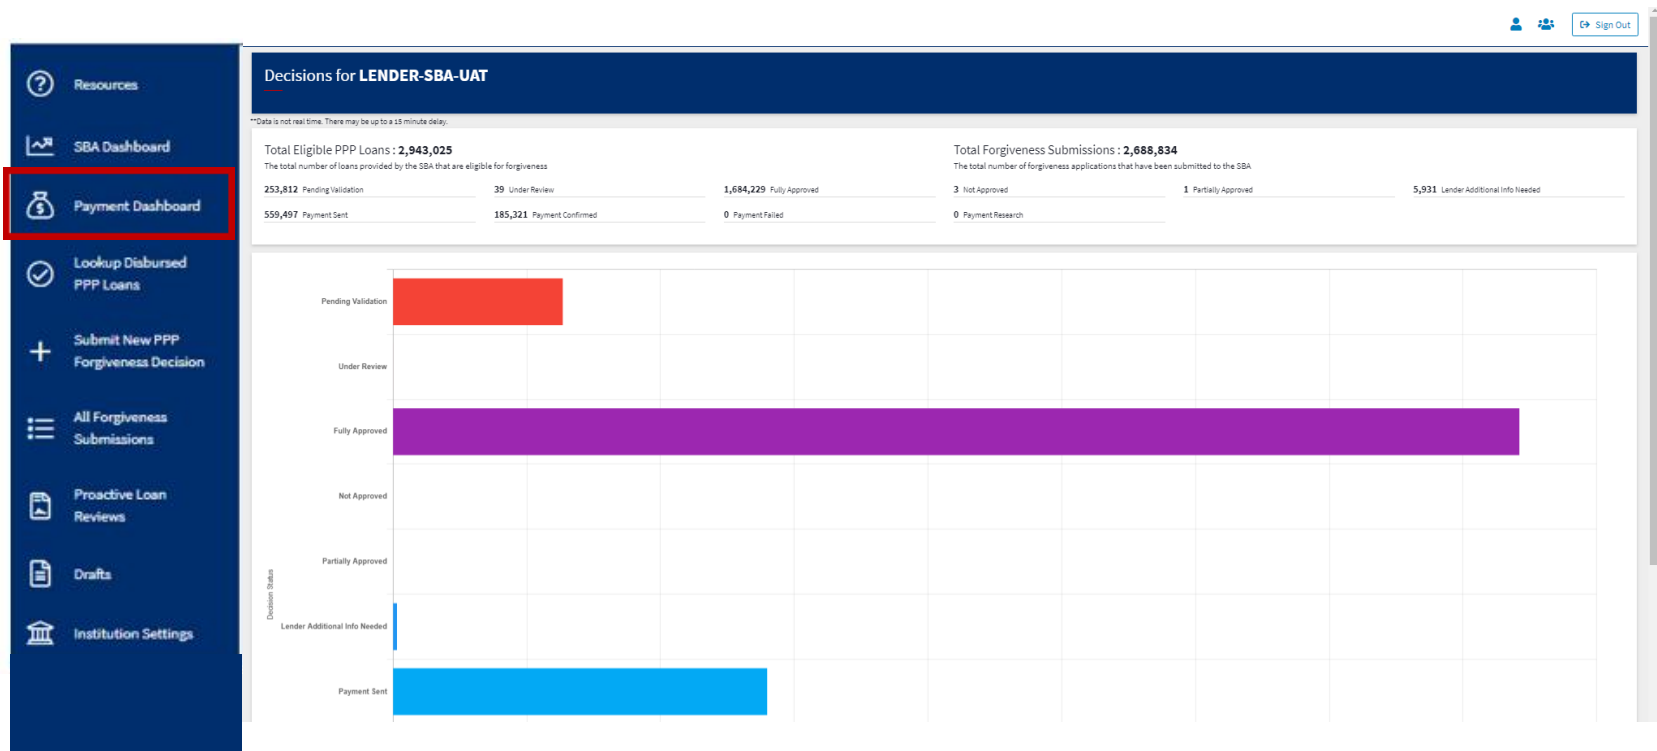 Sign Out
Resources
SBA Dashboard
Payment Dashboard
Lookup Disbursed
PPP Loans
Submit New PPP
Forgiveness Decision
All Forgiveness
Submissions
Proactive Loan
Reviews
Drafts
Institution Settings
Decisions for LENDER-SBA-UAT
**Data is not real time. There may be up to a 15 minute delay.
Total Eligible PPP Loans : 2,943,025
The total number of loans provided by the SBA that are eligible for forgiveness
Total Forgiveness Submissions : 2,688,834
The total number of forgiveness applications that have been submitted to the SBA
253,812 Pending Validation
39 Under Review
1,684,229 Fully Approved
3 Not Approved
1 Partially Approved
5,931 Lender Additional Info Needed
559,497 Payment Sent
185,321 Payment Confirmed
0 Payment Failed
0 Payment Research
Decision Status
Pending Validation
Under Review
Fully Approved
Not Approved
Partially Approved
Lender Additional Info Needed
Payment Sent